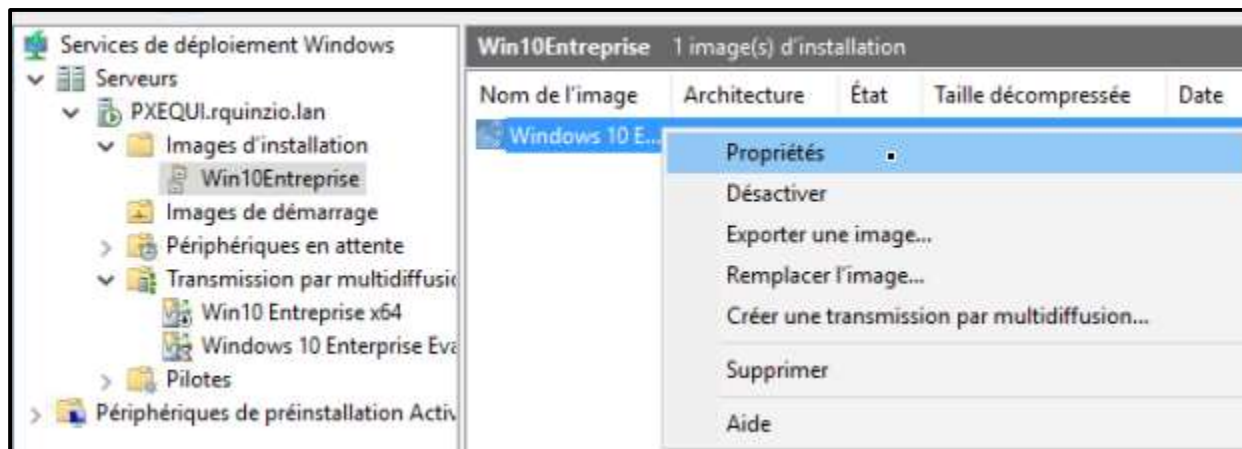 Services de déploiement Windows
Serveurs
PXEQUI.rquinzio.lan
Images d'installation
Win10Entreprise
Images de démarrage
Périphériques en attente
Transmission par multidiffusio
Win10 Entreprise x64
Windows 10 Enterprise Eva
Pilotes
Périphériques de préinstallation Activ
Win10Entreprise 1 image(s) d'installation
Nom de l'image Architecture État Taille décompressée Date
Windows 10 E...
Propriétés
Désactiver
Exporter une image...
Remplacer l'image...
Créer une transmission par multidiffusion...
Supprimer
Aide